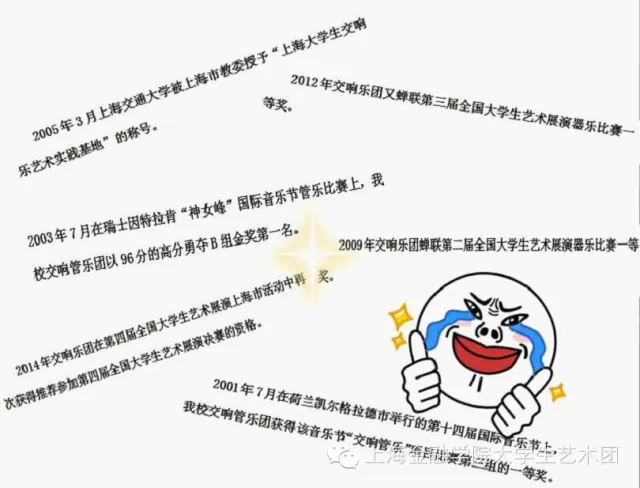 2005年3月上海交通大学被上海市教委授予“上海大学生交响
乐艺术实践基地”的称号。
2012年交响乐团又蝉联第三届全国大学生艺术展演器乐比赛一
等奖。
2003年7月在瑞士因特拉肯“神女峰”国际音乐节管乐比赛上，我
校交响管乐团以96分的高分勇夺B组金奖第一名。
2009年交响乐团蝉联第二届全国大学生艺术展演器乐比赛一等
奖。
2014年交响乐团在第四届全国大学生艺术展演上海市活动中再
次获得推荐参加第四届全国大学生艺术展演决赛的资格。
2001年7月在荷兰凯尔格拉德市举行的第十四届国际音乐节上，
我校交响管乐团获得该音乐节“交响管乐”第三组的一等奖。
上海金融学院大学生艺术团